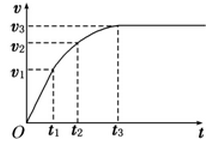 v
v₃
v₂
v₁
O t₁ t₂ t₃ t